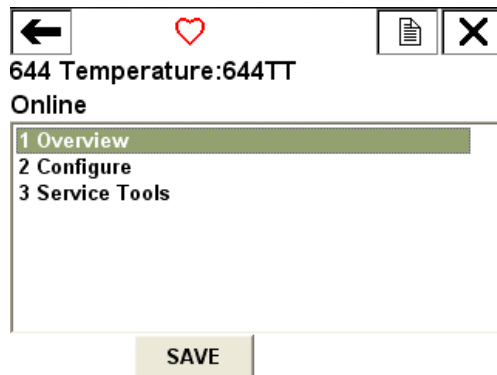 644 Temperature:644TT
Online
1 Overview
2 Configure
3 Service Tools
SAVE